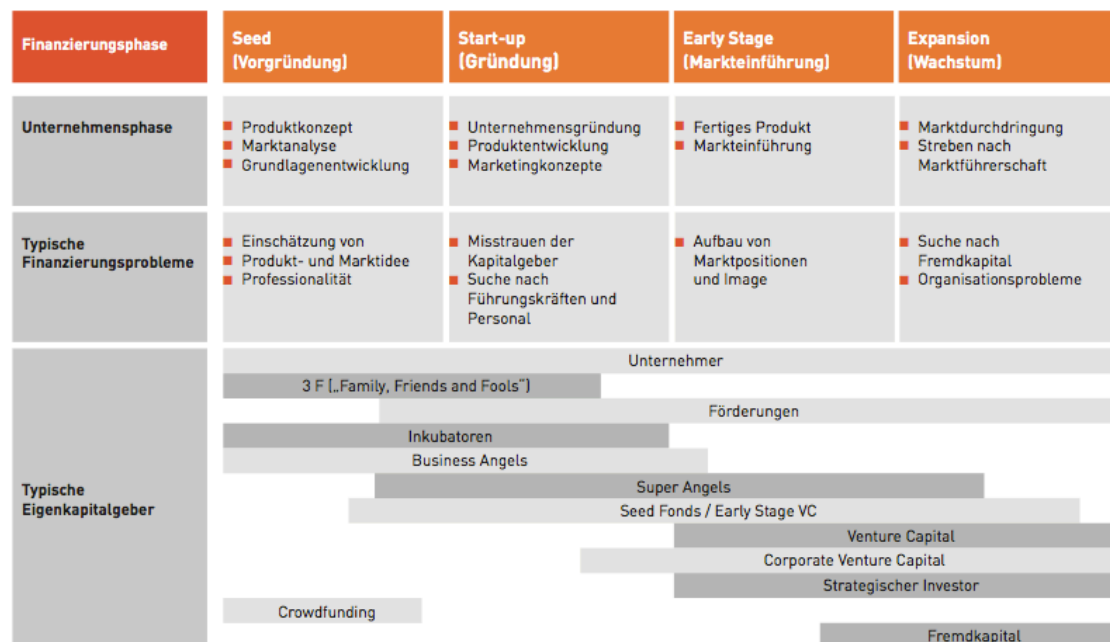 Finanzierungsphase
Seed
(Vorgründung)
Start-up
(Gründung)
Early Stage
(Markteinführung)
Expansion
(Wachstum)
Unternehmensphase
Produktkonzept
Marktanalyse
Grundlagenentwicklung
Unternehmensgründung
Produktentwicklung
Marketingkonzepte
Fertiges Produkt
Markteinführung
Marktdurchdringung
Streben nach
Marktführerschaft
Typische
Finanzierungsprobleme
Einschätzung von
Produkt- und Marktidee
Professionalität
Misstrauen der
Kapitalgeber
Suche nach
Führungskräften und
Personal
Aufbau von
Marktpositionen
und Image
Suche nach
Fremdkapital
Organisationsprobleme
Typische
Eigenkapitalgeber
Unternehmer
3 F („Family, Friends and Fools“)
Förderungen
Inkubatoren
Business Angels
Super Angels
Seed Fonds / Early Stage VC
Venture Capital
Corporate Venture Capital
Strategischer Investor
Crowdfunding
Fremdkapital